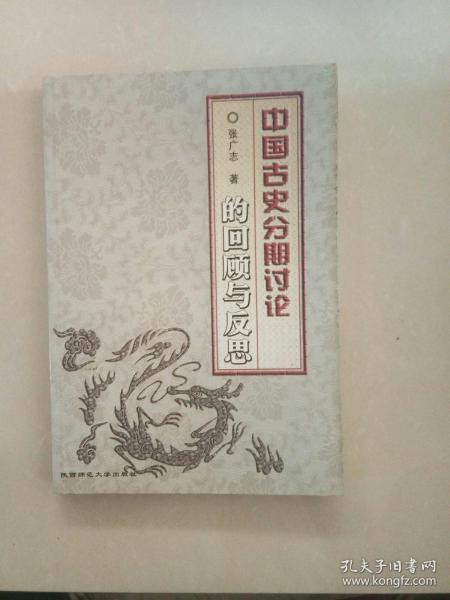 中国古史分期讨论
的回顾与反思
○张广志 著
陕西师范大学出版社
孔夫子旧书网
www.kongfz.com